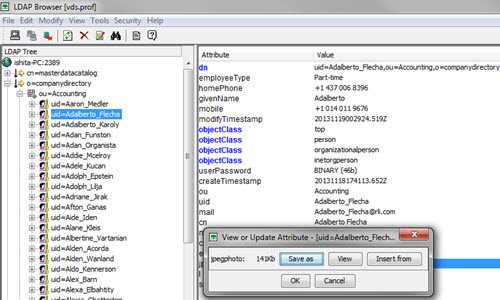 LDAP Browser [vds.prof]
File Edit Modify View Tools Security Help
LDAP Tree
ishita-PC:2389
cn=masterdatacatalog
o=companydirectory
ou=Accounting
uid=Aaron_Medler
uid=Adalberto_Flecha
uid=Adalberto_Karoly
uid=Adan_Funston
uid=Adan_Organista
uid=Addie_Mcelroy
uid=Adele_Kucan
uid=Adolph_Epstein
uid=Adolph_Lilja
uid=Adriane_Jirak
uid=Afton_Ganas
uid=Aide_Iden
uid=Alane_Kleis
uid=Albertine_Vartanian
uid=Alden_Acorda
uid=Alden_Wanland
uid=Aldo_Kennerson
uid=Alex_Barn
uid=Alexa_Elbahtity
Attribute Value
dn uid=Adalberto_Flecha,ou=Accounting,o=companydirectory
employeeType Part-time
homePhone +1 437 006 8396
givenName Adalberto
mobile +1 014 011 9676
modifyTimestamp 20131119002924.519Z
objectClass top
objectClass person
objectClass organizationalperson
objectClass inetorgperson
userPassword BINARY (46b)
createTimestamp 20131118174113.652Z
ou Accounting
uid Adalberto_Flecha
mail Adalberto_Flecha@rli.com
cn
View or Update Attribute - [uid=Adalberto_Flech...
jpegphoto: 141Kb Save as View Insert from
OK Cancel